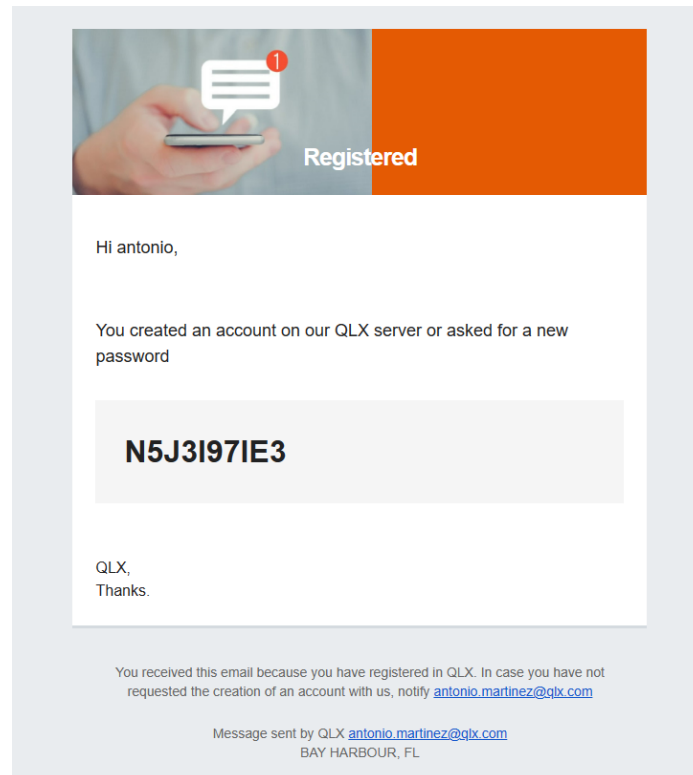 1
Registered
Hi antonio,
You created an account on our QLX server or asked for a new
password
N5J3I97IE3
QLX,
Thanks.
You received this email because you have registered in QLX. In case you have not
requested the creation of an account with us, notify antonio.martinez@qlx.com
Message sent by QLX antonio.martinez@qlx.com
BAY HARBOUR, FL